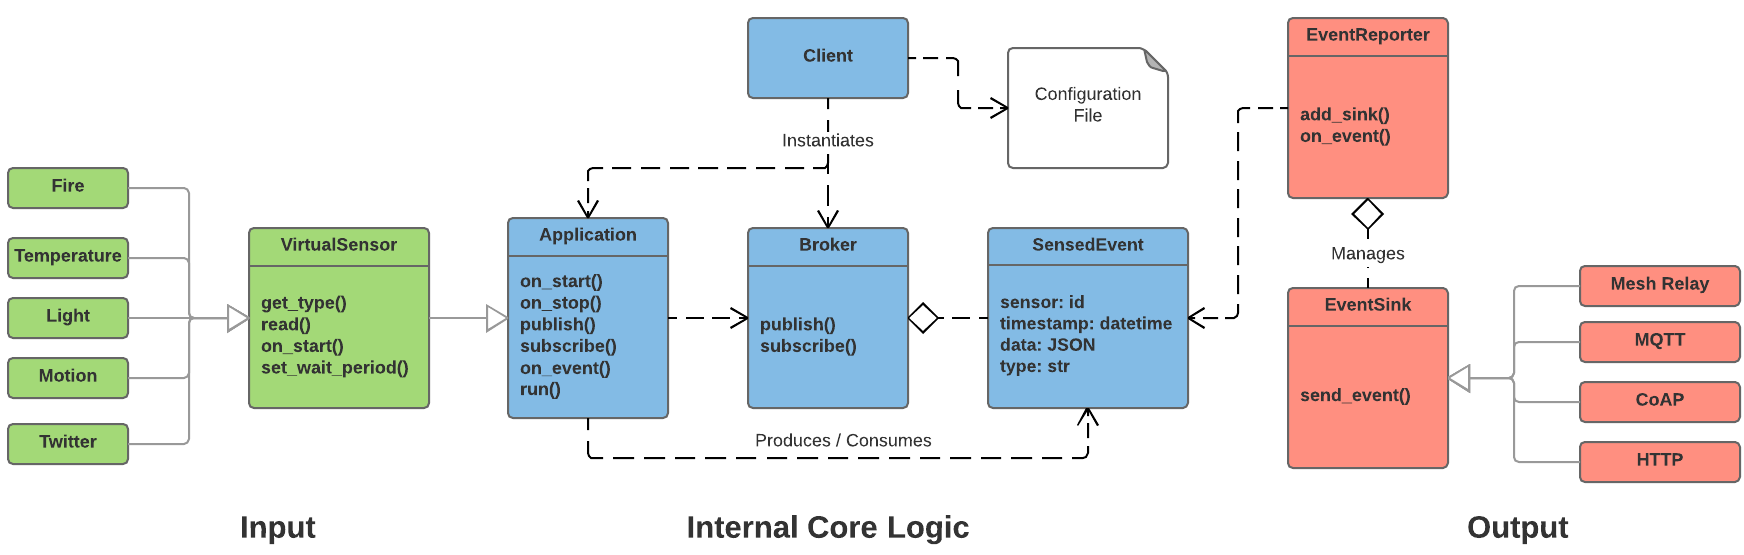 Client
Configuration
File
EventReporter
add_sink()
on_event()
Instantiates
Fire
Temperature
Light
Motion
Twitter
VirtualSensor
get_type()
read()
on_start()
set_wait_period()
Application
on_start()
on_stop()
publish()
subscribe()
on_event()
run()
Broker
publish()
subscribe()
SensedEvent
sensor: id
timestamp: datetime
data: JSON
type: str
Produces / Consumes
Manages
EventSink
send_event()
Mesh Relay
MQTT
CoAP
HTTP
Input
Internal Core Logic
Output